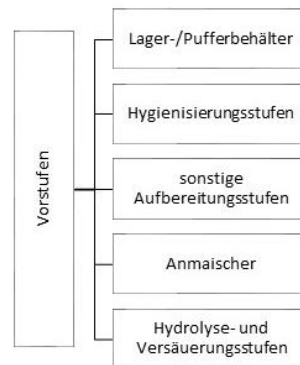 Vorstufen
Lager-/Pufferbehälter
Hygienisierungsstufen
sonstige
Aufbereitungsstufen
Anmaischer
Hydrolyse- und
Versäuerungsstufen